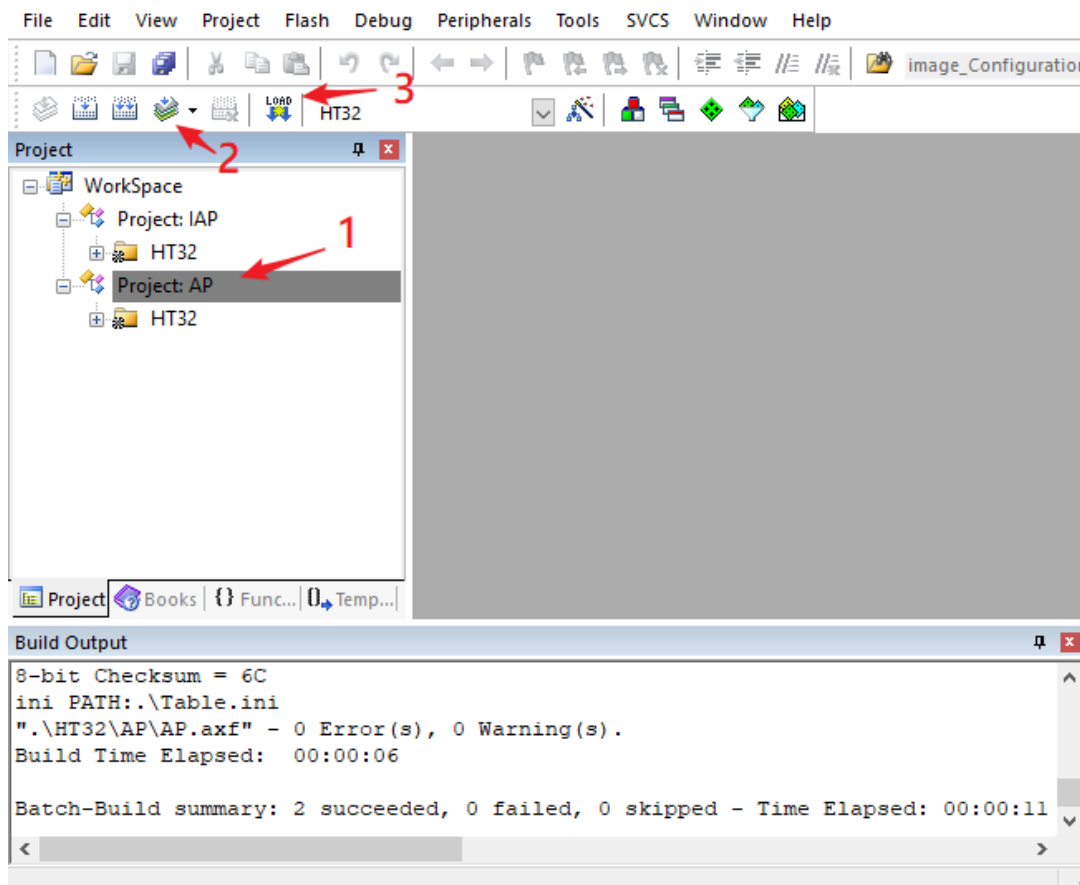 File Edit View Project Flash Debug Peripherals Tools SVCS Window Help
image_Configuration
LOAD HT32
3
2
Project
WorkSpace
Project: IAP
HT32
1
Project: AP
HT32
Project Books {} Func... 0 Temp...
Build Output
8-bit Checksum = 6C
ini PATH:.\Table.ini
".\HT32\AP\AP.axf" - 0 Error(s), 0 Warning(s).
Build Time Elapsed:  00:00:06
Batch-Build summary: 2 succeeded, 0 failed, 0 skipped - Time Elapsed: 00:00:11